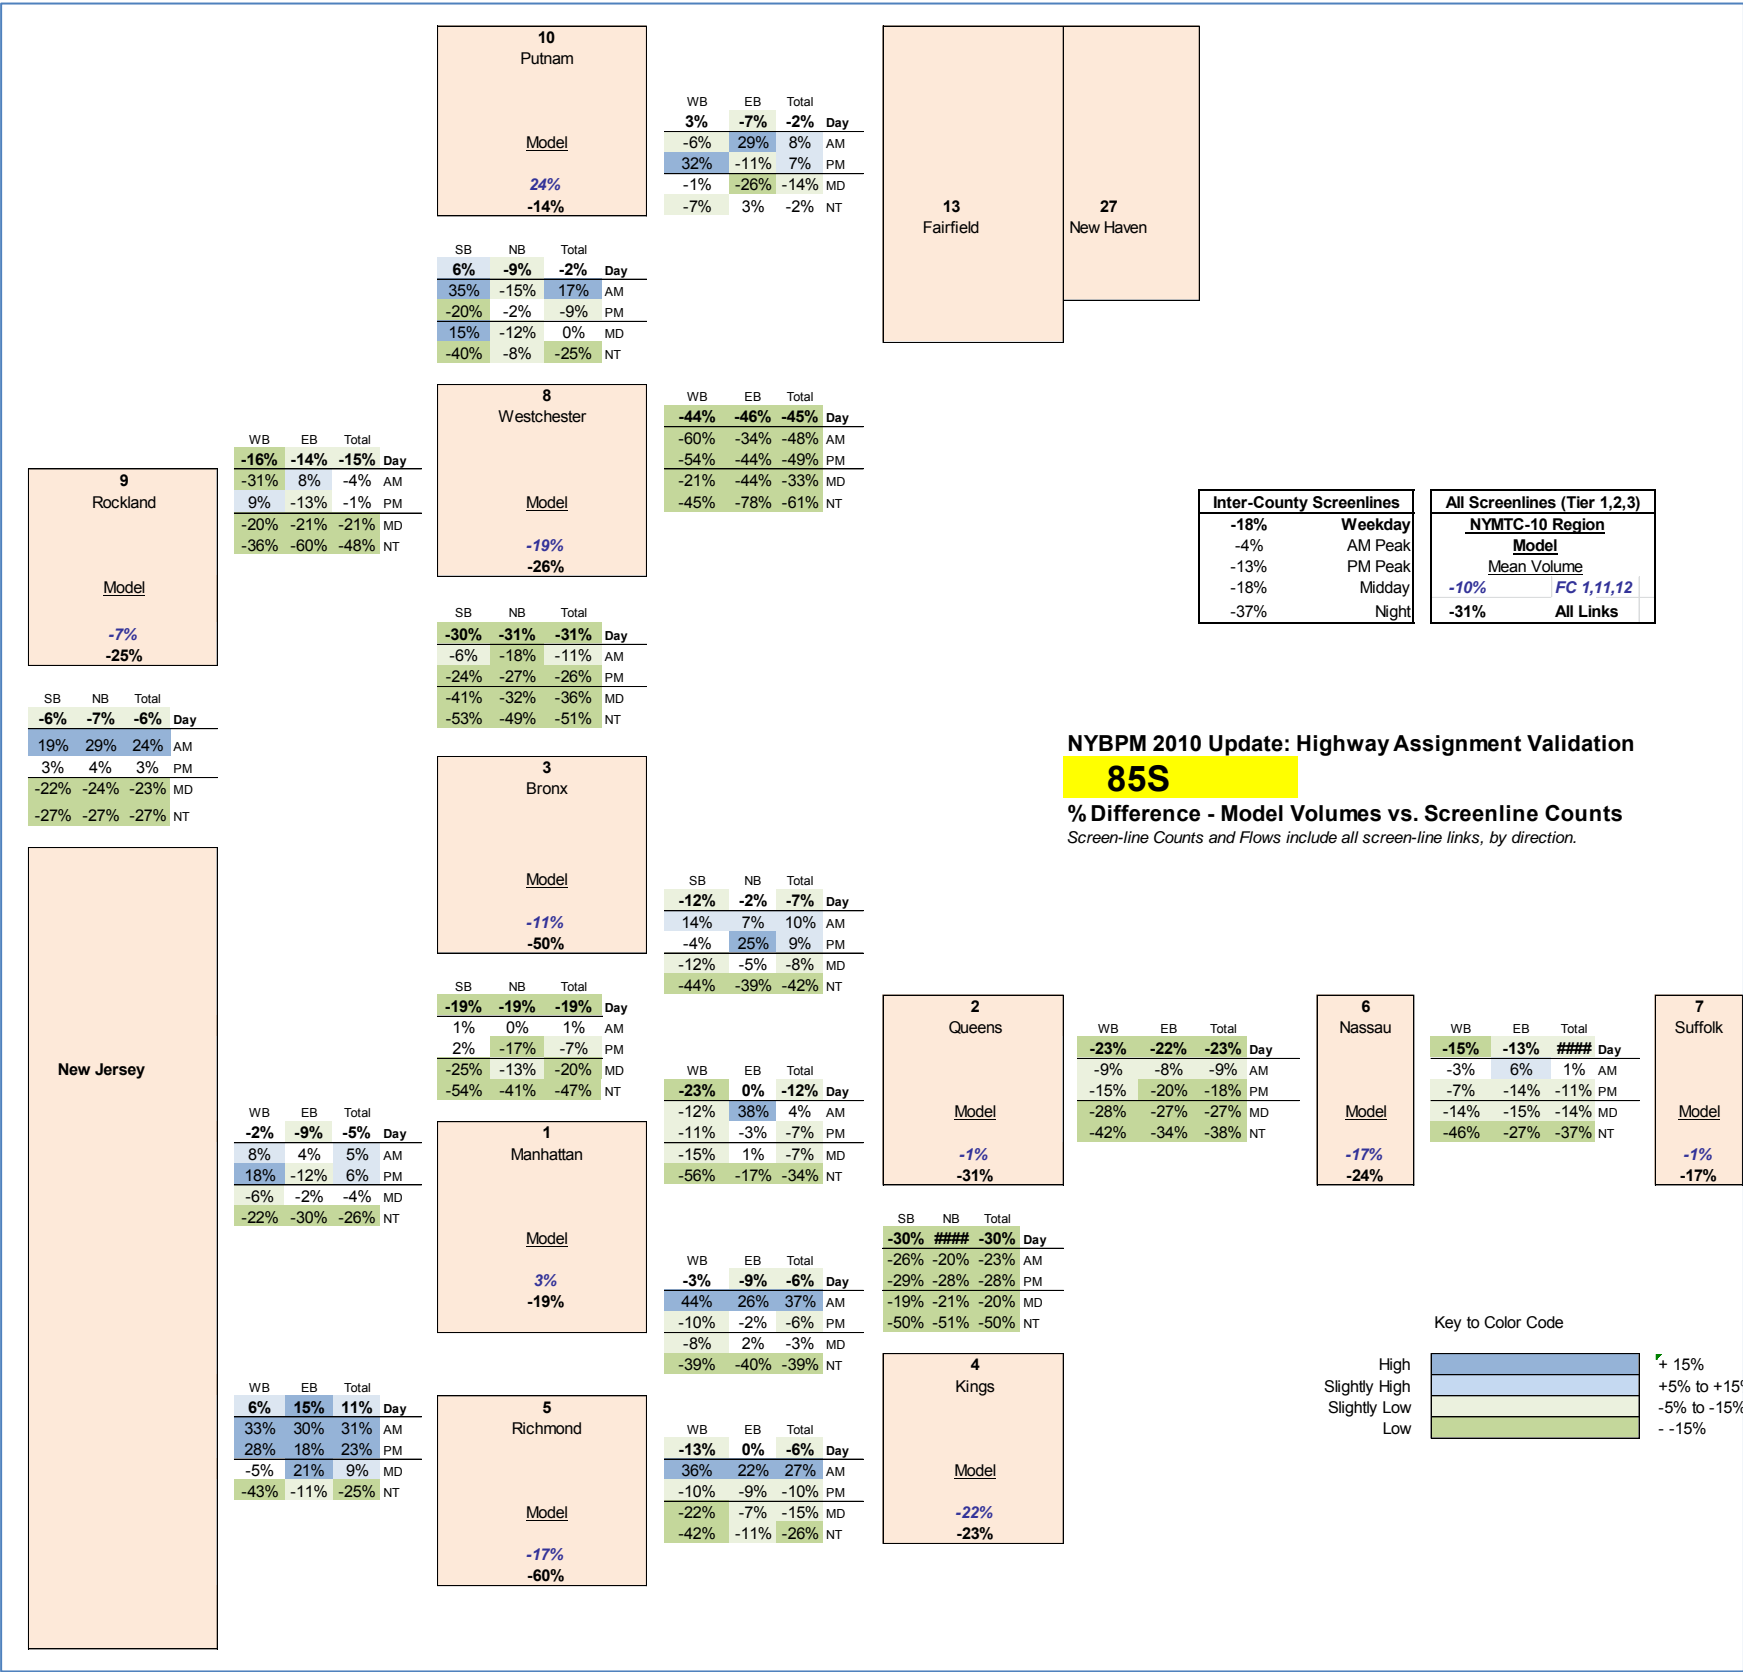 10
Putnam
Model
24%
-14%
WB EB Total
3% -7% -2% Day
-6% 29% 8% AM
32% -11% 7% PM
-1% -26% -14% MD
-7% 3% -2% NT
13
Fairfield
27
New Haven
SB NB Total
6% -9% -2% Day
35% -15% 17% AM
-20% -2% -9% PM
15% -12% 0% MD
-40% -8% -25% NT
8
Westchester
Model
-19%
-26%
WB EB Total
-44% -46% -45% Day
-60% -34% -48% AM
-54% -44% -49% PM
-21% -44% -33% MD
-45% -78% -61% NT
WB EB Total
-16% -14% -15% Day
-31% 8% -4% AM
9% -13% -1% PM
-20% -21% -21% MD
-36% -60% -48% NT
9
Rockland
Model
-7%
-25%
Inter-County Screenlines
-18% Weekday
-4% AM Peak
-13% PM Peak
-18% Midday
-37% Night
All Screenlines (Tier 1,2,3)
NYMTC-10 Region
Model
Mean Volume
-10% FC 1,11,12
-31% All Links
SB NB Total
-30% -31% -31% Day
-6% -18% -11% AM
-24% -27% -26% PM
-41% -32% -36% MD
-53% -49% -51% NT
SB NB Total
-6% -7% -6% Day
19% 29% 24% AM
3% 4% 3% PM
-22% -24% -23% MD
-27% -27% -27% NT
NYBPM 2010 Update: Highway Assignment Validation
85S
% Difference - Model Volumes vs. Screenline Counts
Screen-line Counts and Flows include all screen-line links, by direction.
3
Bronx
Model
-11%
-50%
SB NB Total
-12% -2% -7% Day
14% 7% 10% AM
-4% 25% 9% PM
-12% -5% -8% MD
-44% -39% -42% NT
New Jersey
SB NB Total
-19% -19% -19% Day
1% 0% 1% AM
2% -17% -7% PM
-25% -13% -20% MD
-54% -41% -47% NT
2
Queens
Model
-1%
-31%
WB EB Total
-23% -22% -23% Day
-9% -8% -9% AM
-15% -20% -18% PM
-28% -27% -27% MD
-42% -34% -38% NT
6
Nassau
Model
-17%
-24%
WB EB Total
-15% -13% #### Day
-3% 6% 1% AM
-7% -14% -11% PM
-14% -15% -14% MD
-46% -27% -37% NT
7
Suffolk
Model
-1%
-17%
WB EB Total
-23% 0% -12% Day
-12% 38% 4% AM
-11% -3% -7% PM
-15% 1% -7% MD
-56% -17% -34% NT
WB EB Total
-2% -9% -5% Day
8% 4% 5% AM
18% -12% 6% PM
-6% -2% -4% MD
-22% -30% -26% NT
1
Manhattan
Model
3%
-19%
SB NB Total
-30% #### -30% Day
-26% -20% -23% AM
-29% -28% -28% PM
-19% -21% -20% MD
-50% -51% -50% NT
WB EB Total
-3% -9% -6% Day
44% 26% 37% AM
-10% -2% -6% PM
-8% 2% -3% MD
-39% -40% -39% NT
Key to Color Code
High + 15%
Slightly High +5% to +15%
Slightly Low -5% to -15%
Low - -15%
4
Kings
Model
-22%
-23%
WB EB Total
6% 15% 11% Day
33% 30% 31% AM
28% 18% 23% PM
-5% 21% 9% MD
-43% -11% -25% NT
5
Richmond
Model
-17%
-60%
WB EB Total
-13% 0% -6% Day
36% 22% 27% AM
-10% -9% -10% PM
-22% -7% -15% MD
-42% -11% -26% NT